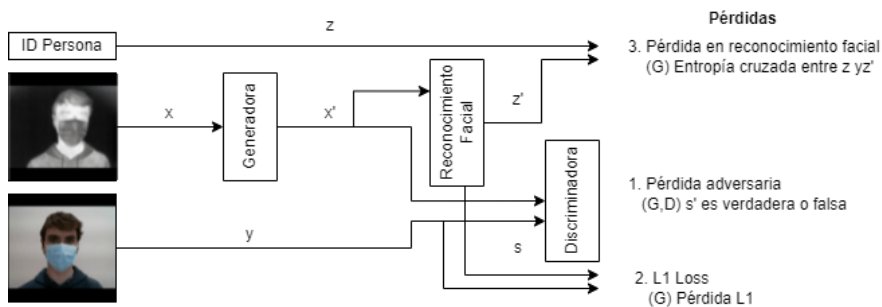 Pérdidas
z
ID Persona
3. Pérdida en reconocimiento facial
(G) Entropía cruzada entre z yz'
x
Generadora
x'
Reconocimiento
Facial
z'
Discriminadora
1. Pérdida adversaria
(G,D) s' es verdadera o falsa
y
s
2. L1 Loss
(G) Pérdida L1